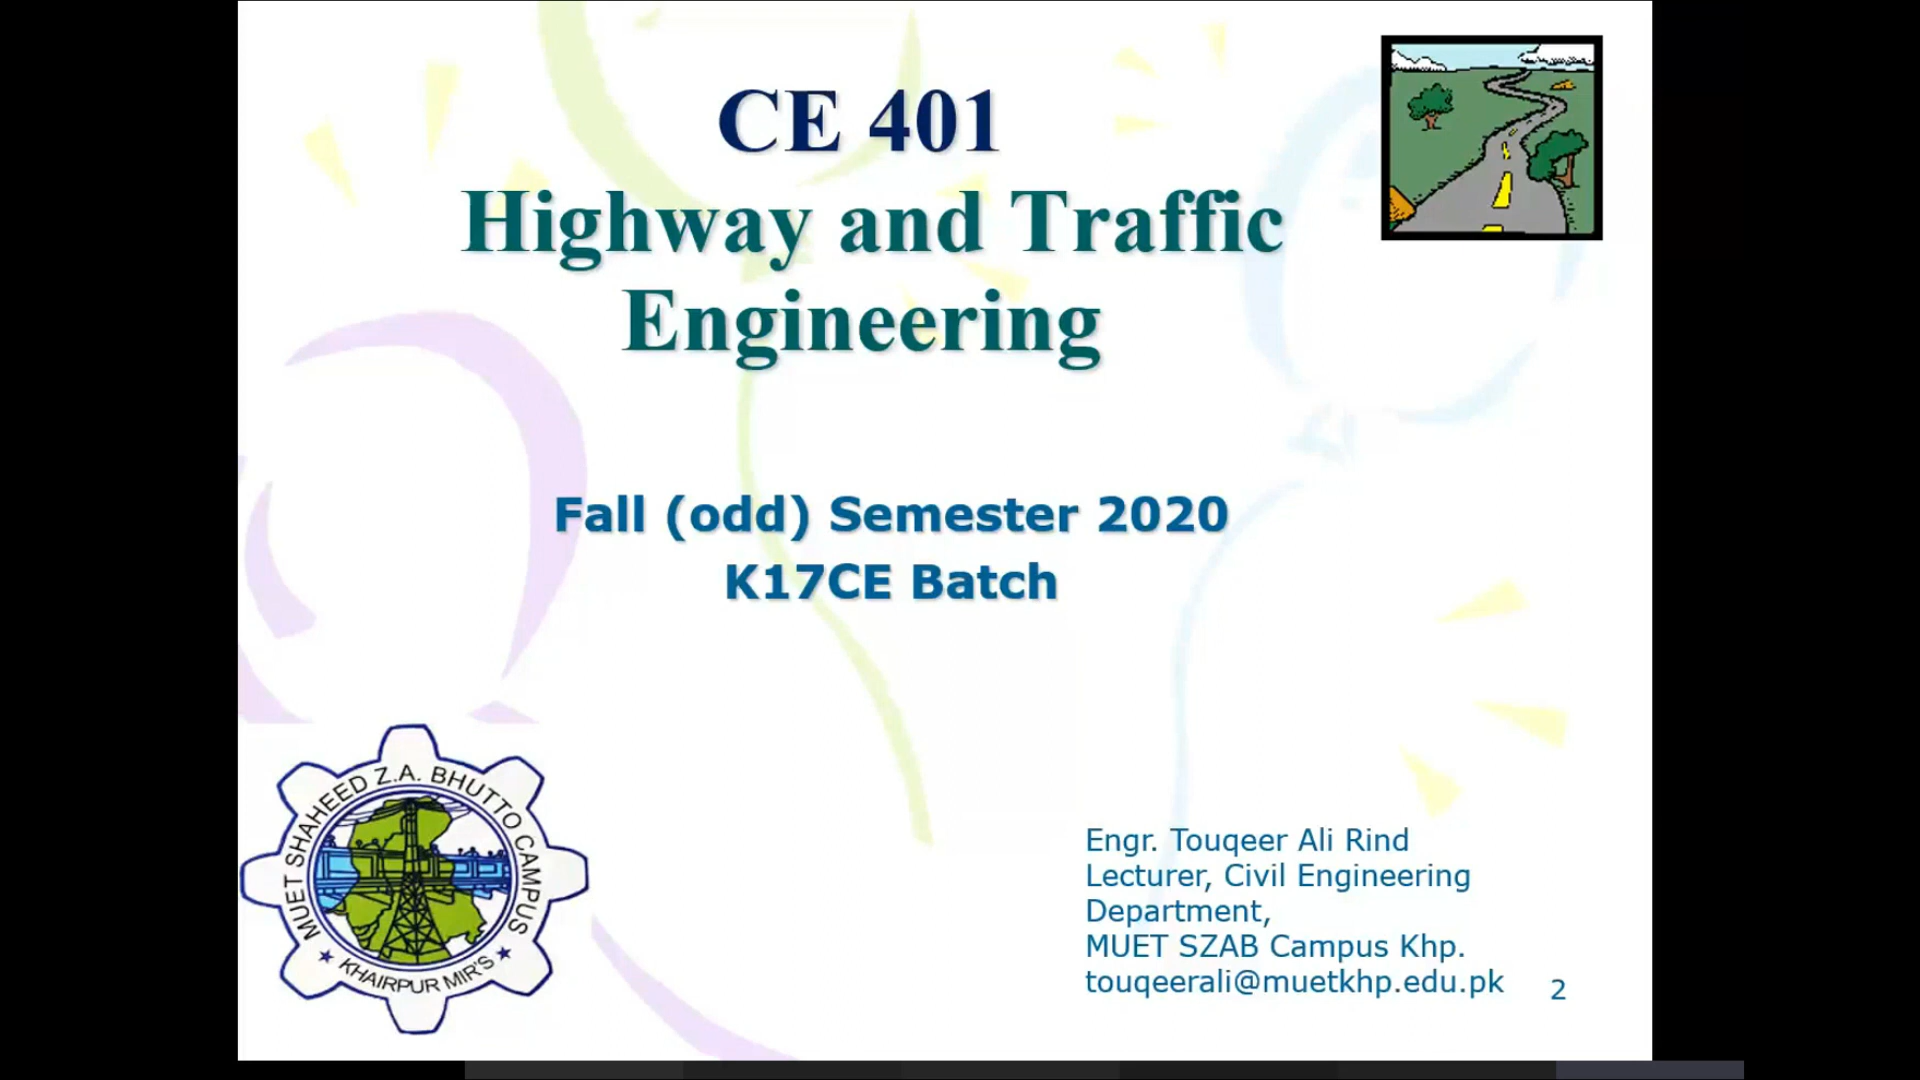 CE 401
Highway and Traffic
Engineering
Fall (odd) Semester 2020
K17CE Batch
MUET SHAHEED Z.A. BHUTTO CAMPUS
KHAIRPUR MIR'S
Engr. Touqeer Ali Rind
Lecturer, Civil Engineering
Department,
MUET SZAB Campus Khp.
touqeerali@muetkhp.edu.pk
2